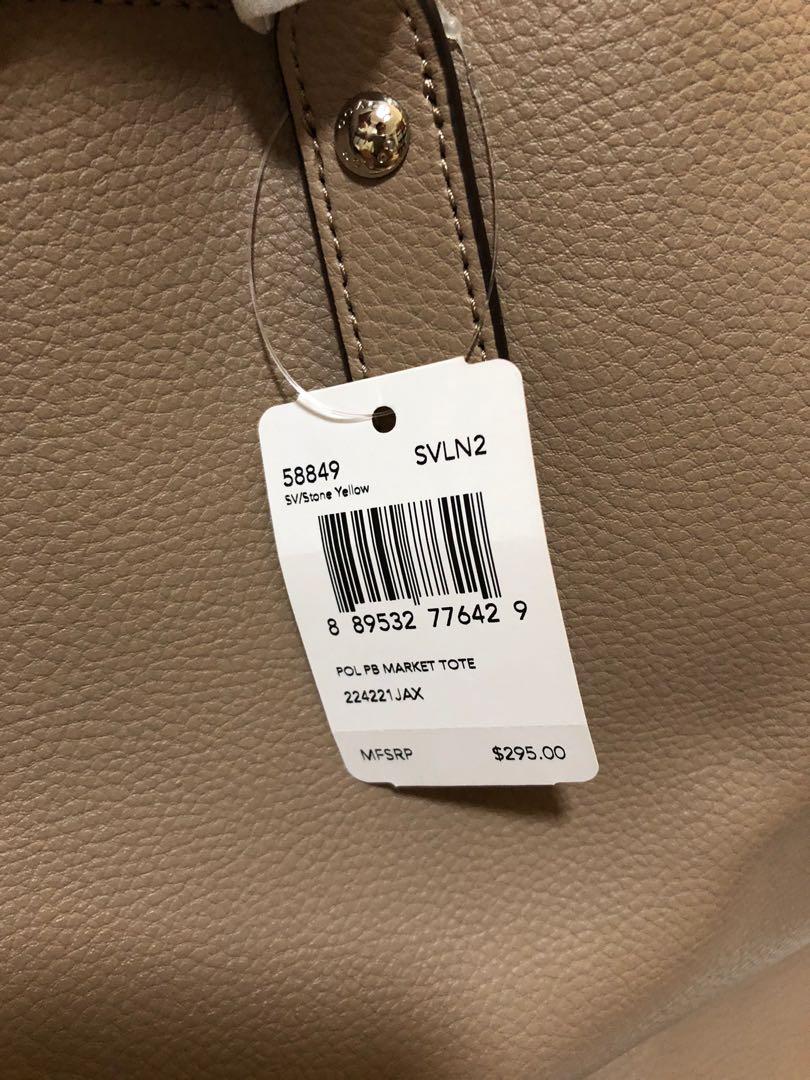 58849 SVLN2
SV/Stone Yellow
8 89532 77642 9
POL PB MARKET TOTE
224221JAX
MFSRP $295.00